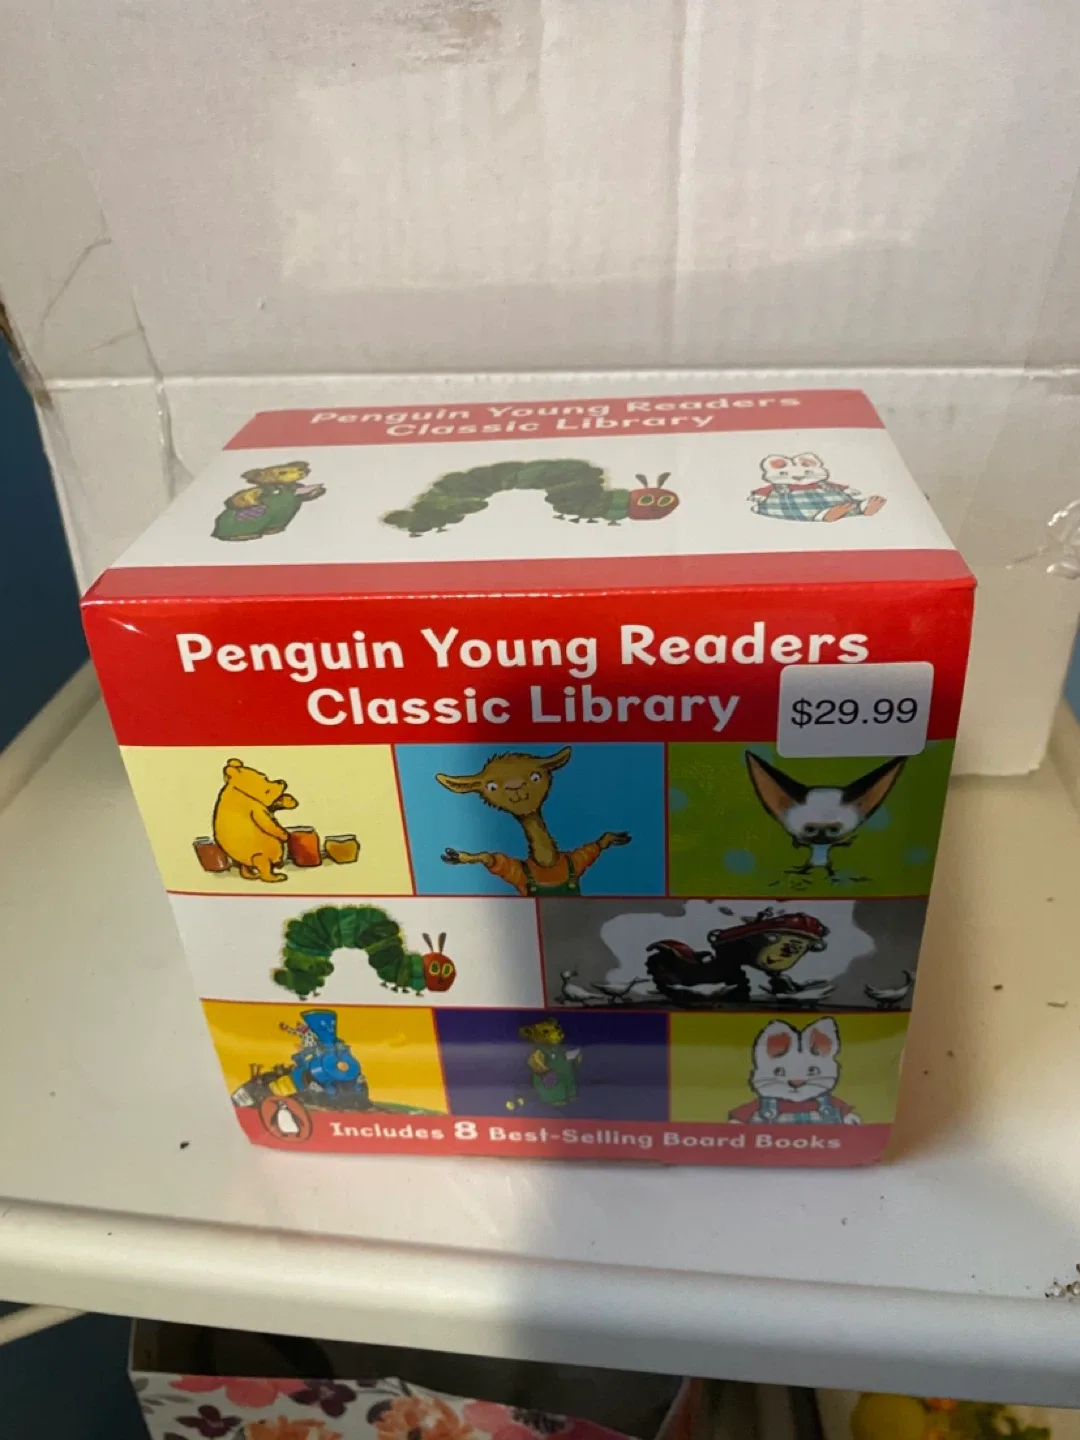 Penguin Young Readers
Classic Library
Penguin Young Readers
Classic Library
$29.99
Includes 8 Best-Selling Board Books